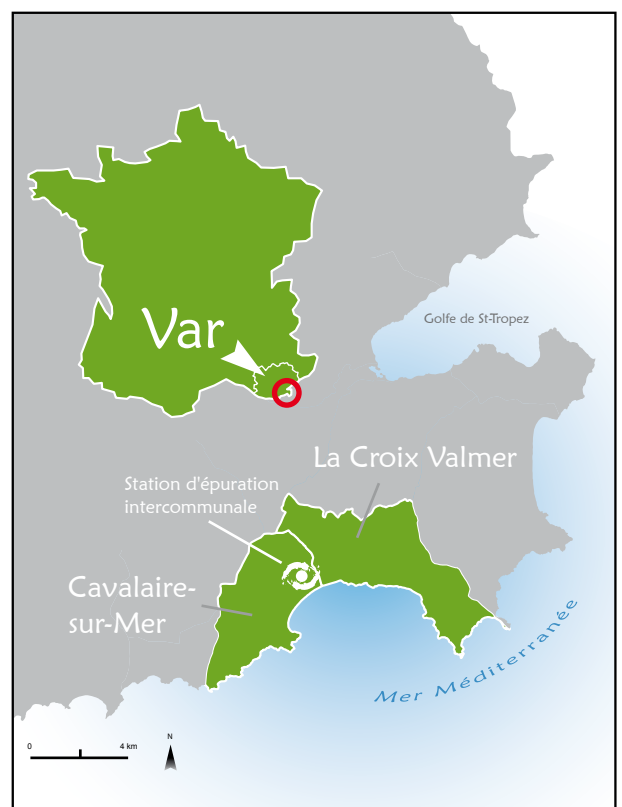 Golfe de St-Tropez
Var
La Croix Valmer
Station d'épuration
intercommunale
Cavalaire-
sur-Mer
Mer Méditerranée
0
4 km
N